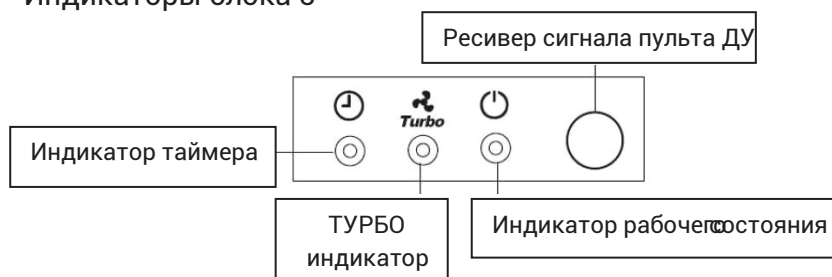 Индикаторы блока 3
Ресивер сигнала пульта ДУ
Turbo
Индикатор таймера
ТУРБО
индикатор
Индикатор рабочего состояния